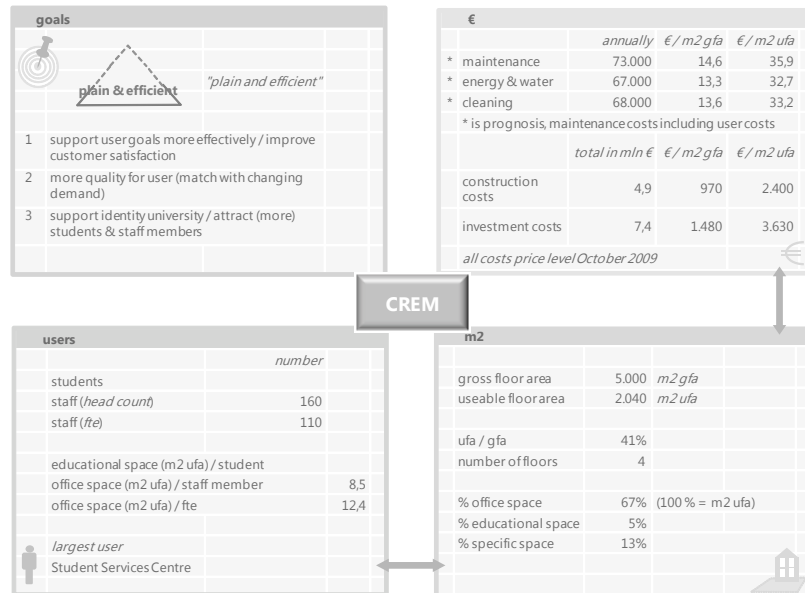 goals
plain & efficient
"plain and efficient"
1 support user goals more effectively / improve
customer satisfaction
2 more quality for user (match with changing
demand)
3 support identity university / attract (more)
students & staff members
€
annually € / m2 gfa € / m2 ufa
* maintenance 73.000 14,6 35,9
* energy & water 67.000 13,3 32,7
* cleaning 68.000 13,6 33,2
* is prognosis, maintenance costs including user costs
total in mln € € / m2 gfa € / m2 ufa
construction
costs 4,9 970 2.400
investment costs 7,4 1.480 3.630
all costs price level October 2009
€
CREM
users
number
students
staff (head count) 160
staff (fte) 110
educational space (m2 ufa) / student
office space (m2 ufa) / staff member 8,5
office space (m2 ufa) / fte 12,4
largest user
Student Services Centre
m2
gross floor area 5.000 m2 gfa
useable floor area 2.040 m2 ufa
ufa / gfa 41%
number of floors 4
% office space 67% (100 % = m2 ufa)
% educational space 5%
% specific space 13%